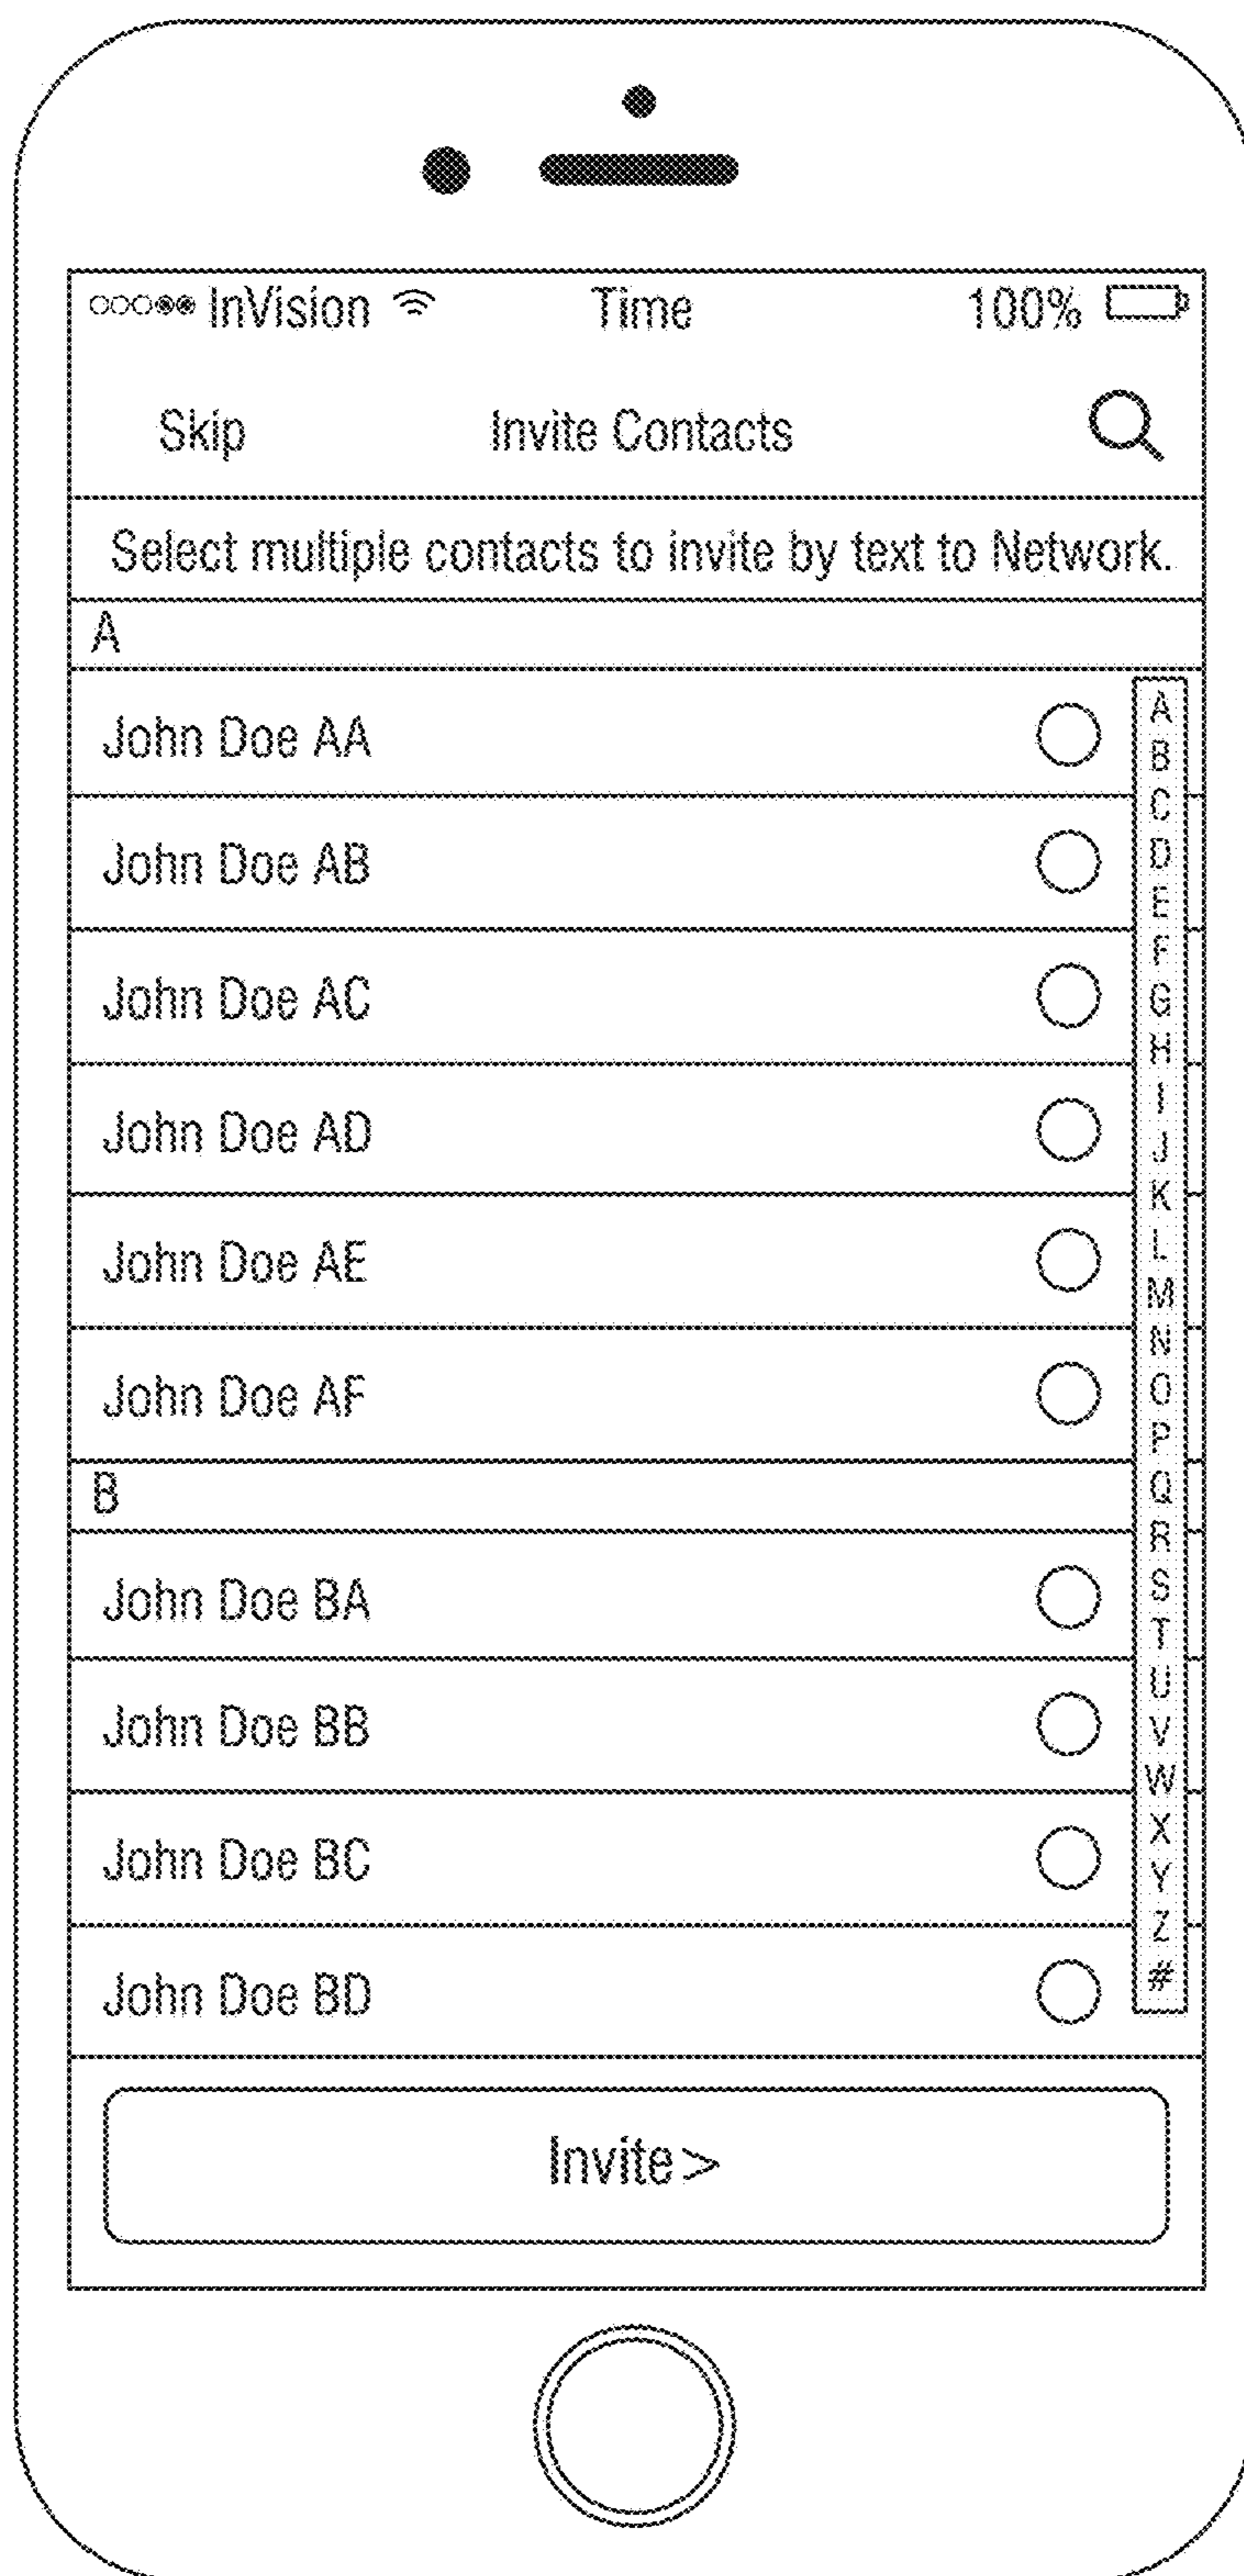 InVision Time 100%
Skip Invite Contacts
Select multiple contacts to invite by text to Network.
A
John Doe AA
John Doe AB
John Doe AC
John Doe AD
John Doe AE
John Doe AF
B
John Doe BA
John Doe BB
John Doe BC
John Doe BD
A
B
C
D
E
F
G
H
I
J
K
L
M
N
O
P
Q
R
S
T
U
V
W
X
Y
Z
#
Invite>